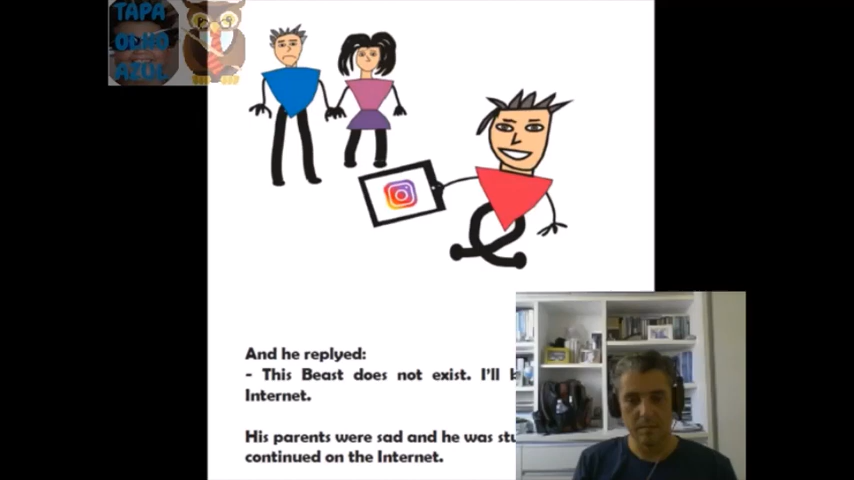 TAPA
OLHO
AZUL
And he replyed:
- This Beast does not exist. I'll
Internet.
His parents were sad and he was
continued on the Internet.